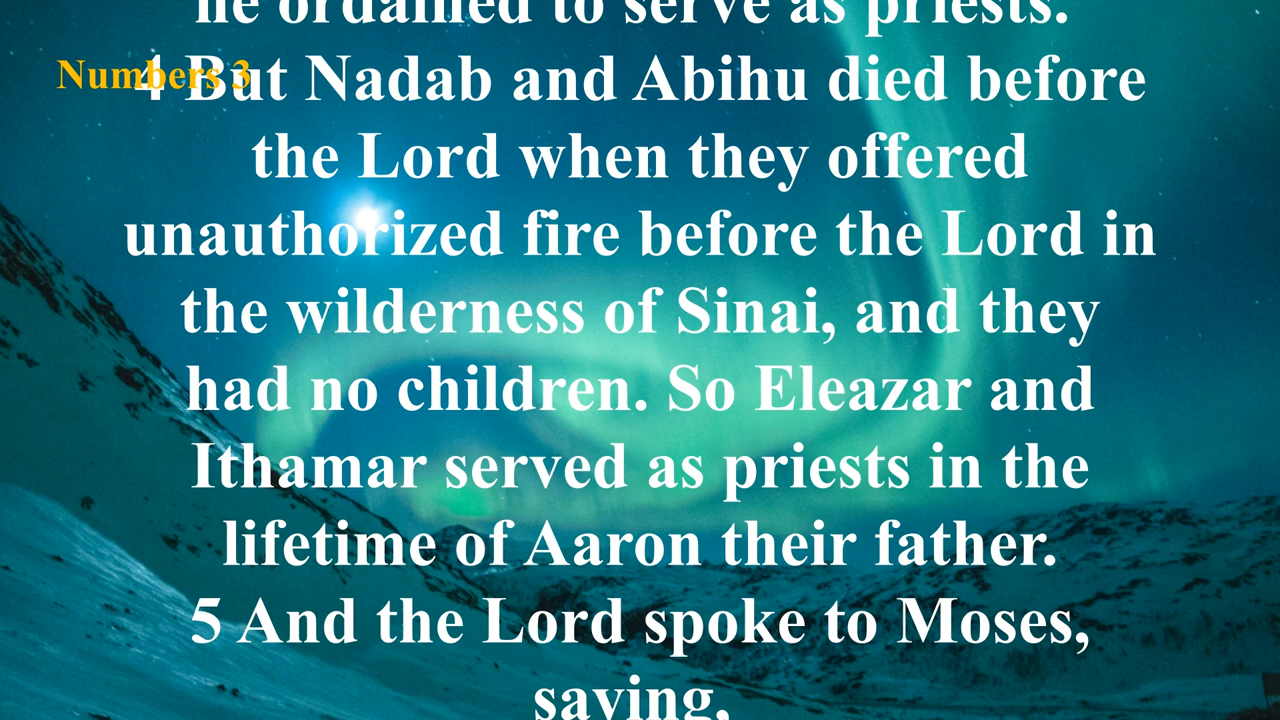 he ordained to serve as priests.
Numbers 3
4 But Nadab and Abihu died before
the Lord when they offered
unauthorized fire before the Lord in
the wilderness of Sinai, and they
had no children. So Eleazar and
Ithamar served as priests in the
lifetime of Aaron their father.
5 And the Lord spoke to Moses,
saying,